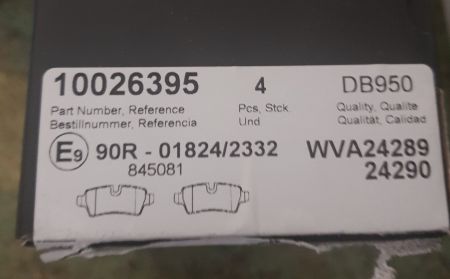 10026395 4 DB950
Part Number, Reference Pcs, Stck. Quality, Qualite
Bestillnummer, Referencia Und Qualität, Calidad
E9 90R - 01824/2332 WVA24289
845081 24290